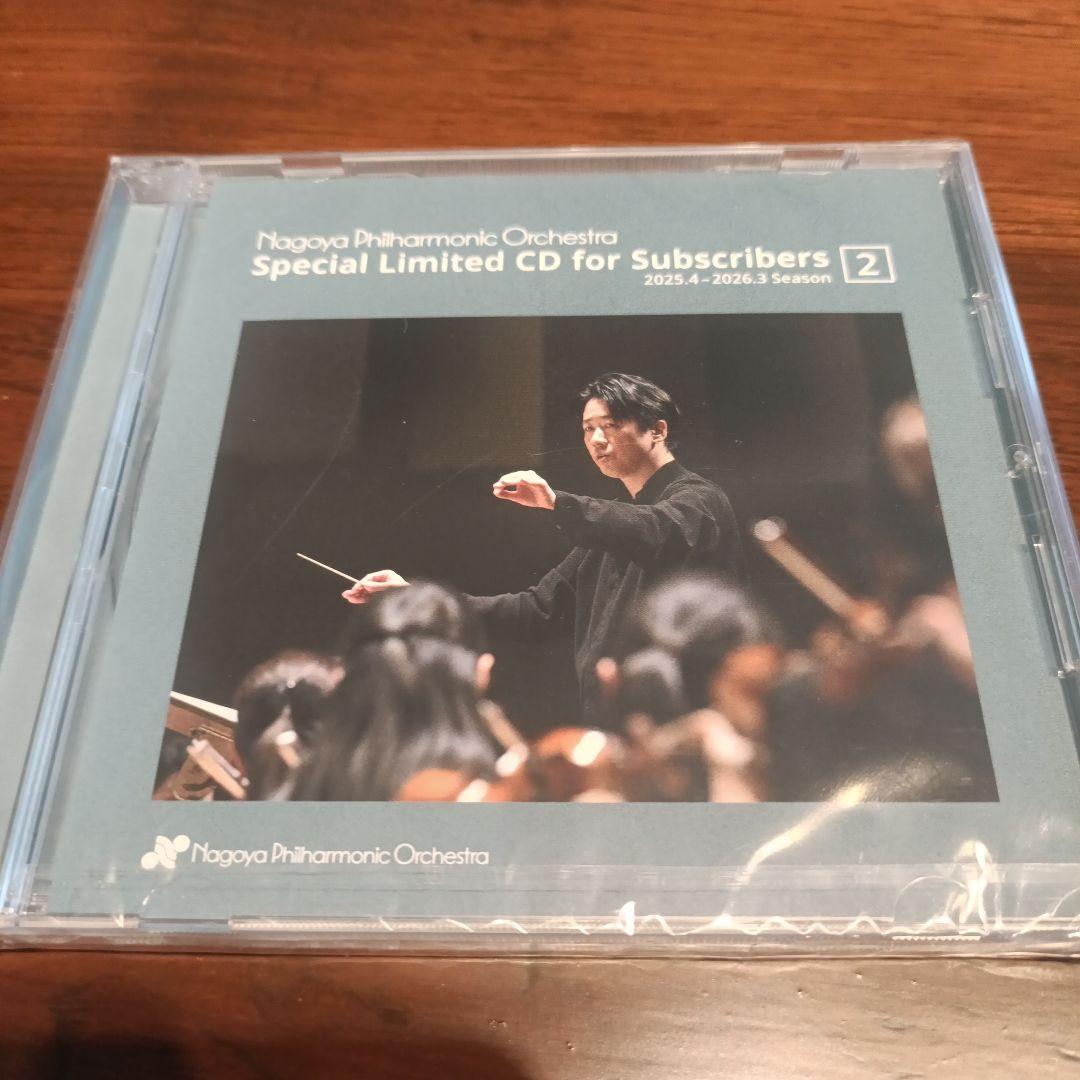 Nagoya Philharmonic Orchestra
Special Limited CD for Subscribers 2
2025.4–2026.3 Season
Nagoya Philharmonic Orchestra